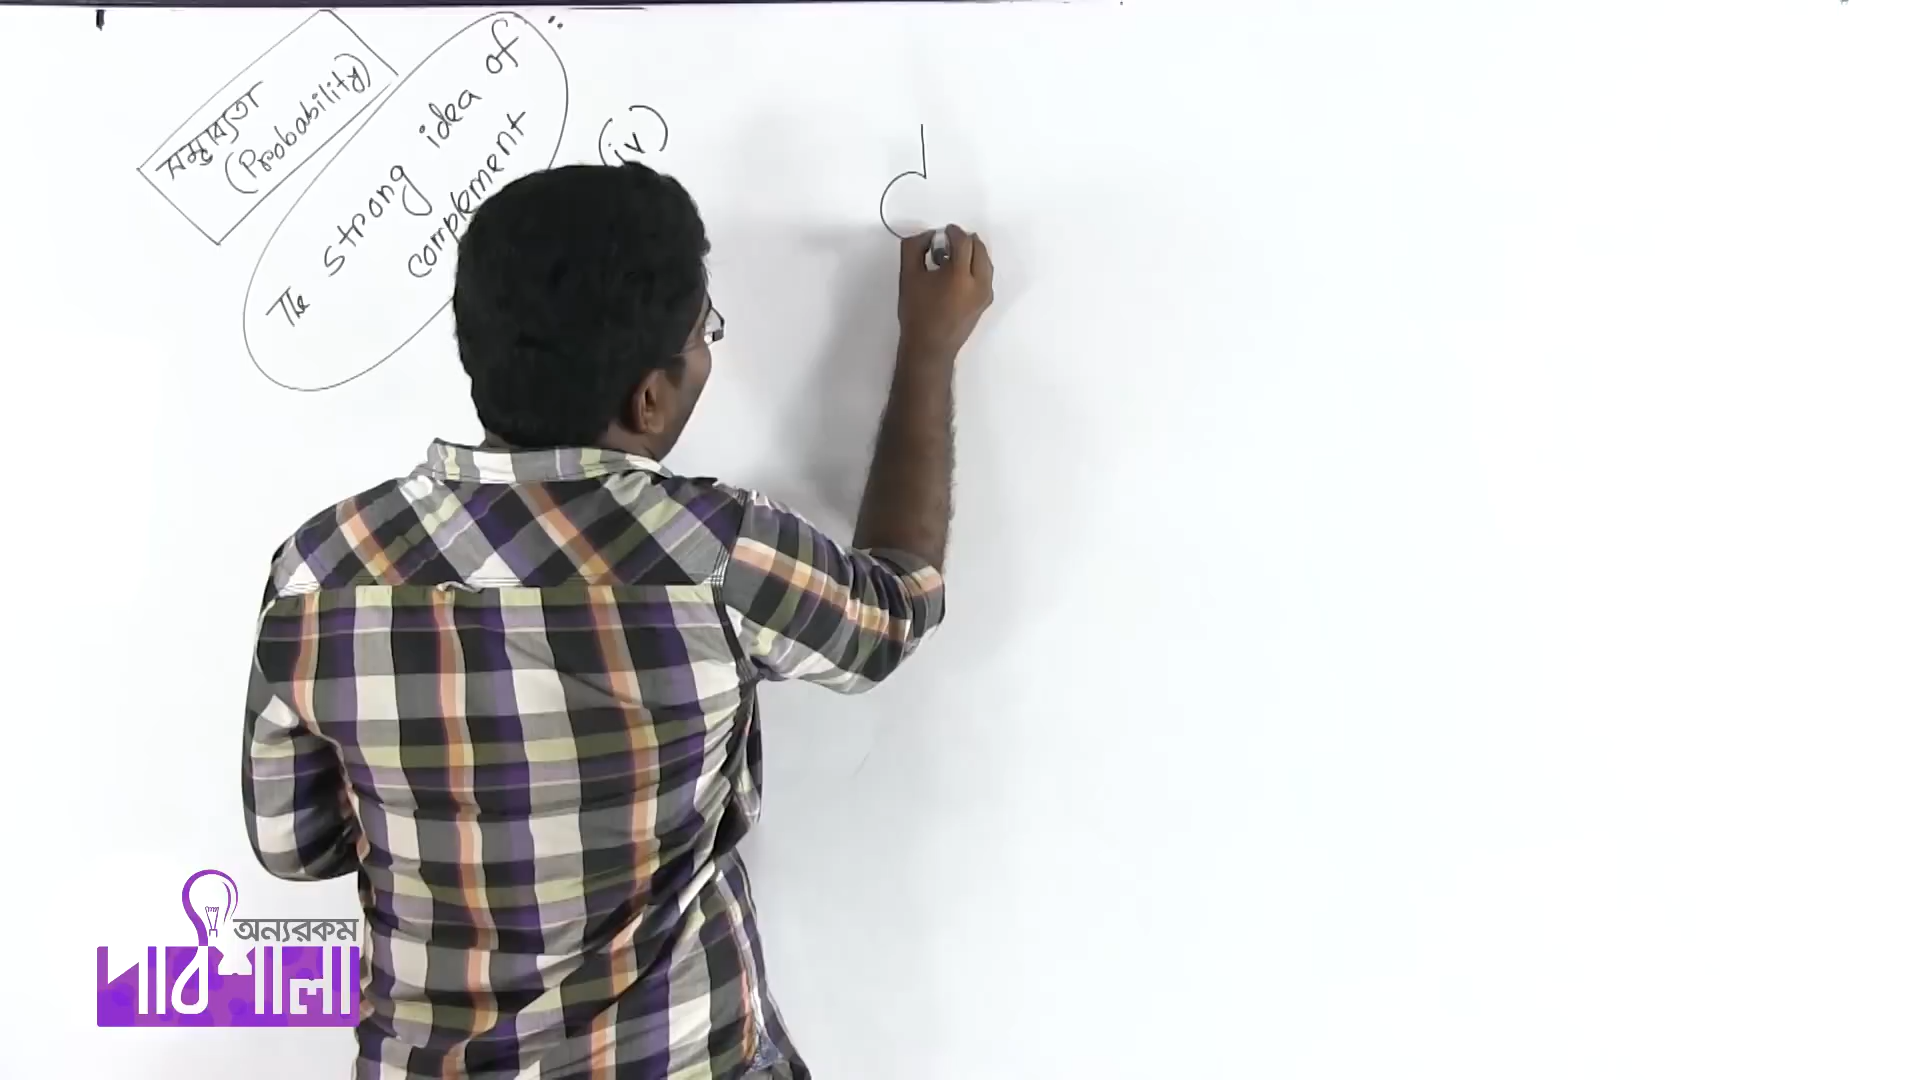 সম্ভাব্যতা
(Probability)
The strong idea of
complement
(iv)
অন্যরকম
পাঠশালা